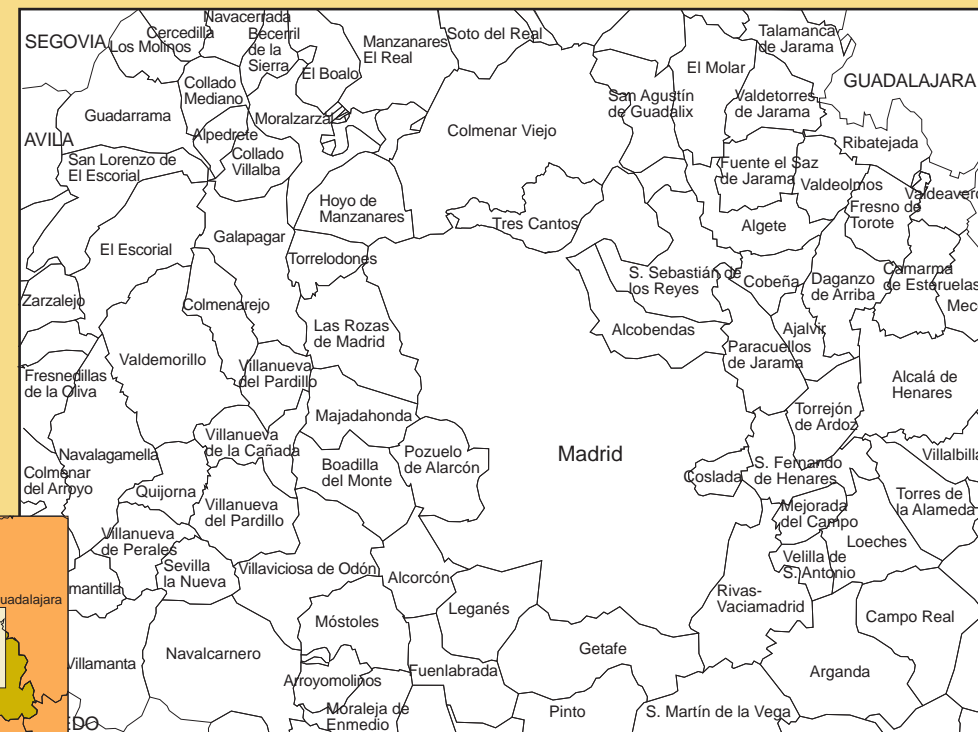 SEGOVIA
Cercedilla
Los Molinos
Navacerrada
Becerril
de la
Sierra
El Boalo
Manzanares
El Real
Soto del Real
Talamanca
de Jarama
El Molar
GUADALAJARA
Collado
Mediano
Guadarrama
Moralzarzal
San Agustín
de Guadálix
Valdetorres
de Jarama
AVILA
Alpedrete
Colmenar Viejo
Ribatejada
San Lorenzo de
El Escorial
Collado
Villalba
Fuente el Saz
de Jarama
Valdeolmos
Hoyo de
Manzanares
Fresno de
Torote
Tres Cantos
Algete
El Escorial
Galapagar
Torrelodones
S. Sebastián de
los Reyes
Cobeña
Daganzo
de Arriba
Camarma
de Esteruelas
Zarzalejo
Colmenarejo
Las Rozas
de Madrid
Alcobendas
Ajalvir
Paracuellos
de Jarama
Valdemorillo
Villanueva
del Pardillo
Fresnedillas
de la Oliva
Alcalá de
Henares
Majadahonda
Torrejón
de Ardoz
Villanueva
de la Cañada
Navalagamella
Pozuelo
de Alarcón
Madrid
Boadilla
del Monte
S. Fernando
de Henares
Coslada
Colmenar
del Arroyo
Quijorna
Villanueva
del Pardillo
Torres de
la Alameda
Mejorada
del Campo
Villanueva
de Perales
Loeches
Sevilla
la Nueva
Villaviciosa de Odón
Alcorcón
Velilla de
S. Antonio
mantilla
uadalajara
Rivas-
Vaciamadrid
Leganés
Móstoles
Campo Real
Getafe
Villamanta
Navalcarnero
Fuenlabrada
Arganda
Arroyomolinos
Moraleja de
Enmedio
Pinto
S. Martín de la Vega